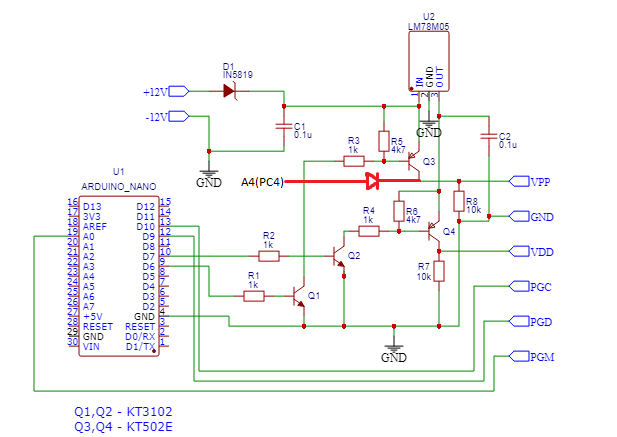 U2
LM78M05
IN
GND
OUT
1
2
3
GND
D1
IN5819
+12V
-12V
C1
0.1u
GND
R3
1k
R5
4k7
Q3
C2
0.1u
A4(PC4)
VPP
R8
10k
GND
R4
1k
R6
4k7
Q4
VDD
R7
10k
R2
1k
Q2
R1
1k
Q1
PGC
PGD
PGM
GND
U1
ARDUINO_NANO
16 D13 D12 15
17 3V3 D11 14
18 AREF D10 13
19 A0 D9 12
20 A1 D8 11
21 A2 D7 10
22 A3 D6 9
23 A4 D5 8
24 A5 D4 7
25 A6 D3 6
26 A7 D2 5
27 +5V GND 4
28 RESET RESET 3
29 GND D0/RX 2
30 VIN D1/TX 1
Q1,Q2 - KT3102
Q3,Q4 - KT502E